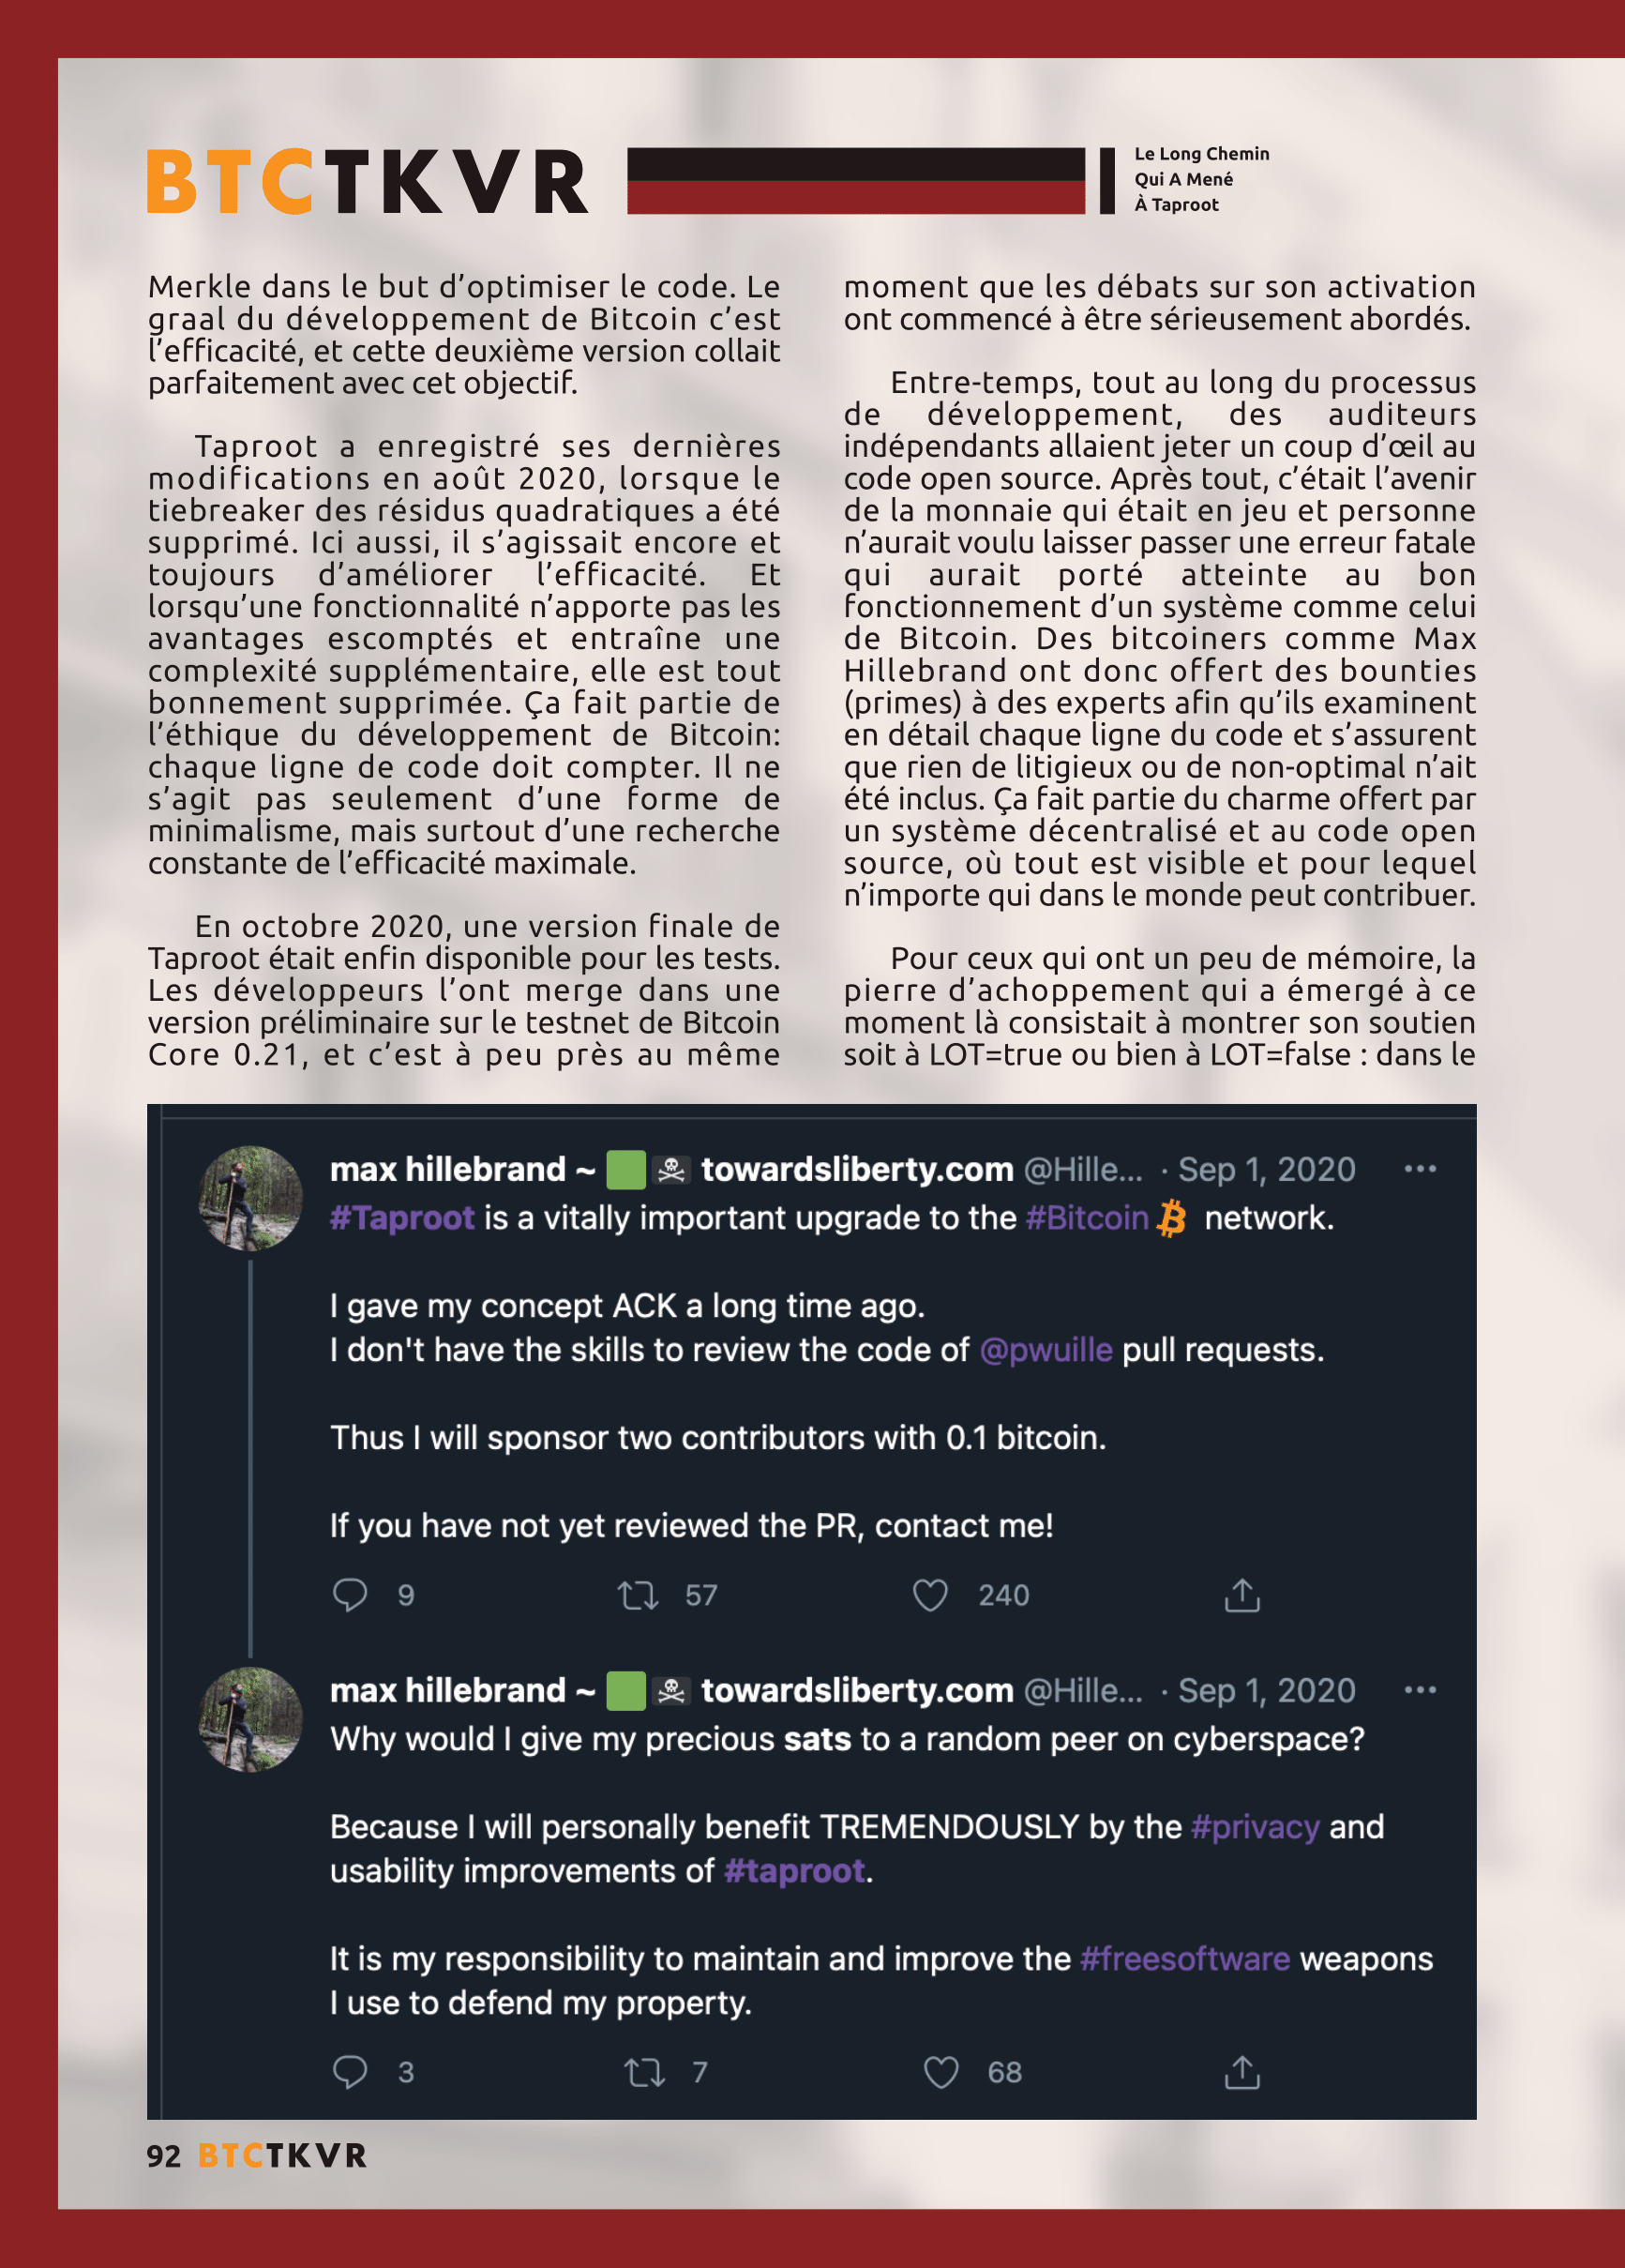 BTCTKVR
Le Long Chemin
Qui A Mené
À Taproot
Merkle dans le but d’optimiser le code. Le
graal du développement de Bitcoin c’est
l’efficacité, et cette deuxième version collait
parfaitement avec cet objectif.
Taproot a enregistré ses dernières
modifications en août 2020, lorsque le
tiebreaker des résidus quadratiques a été
supprimé. Ici aussi, il s’agissait encore et
toujours d’améliorer l’efficacité. Et
lorsqu’une fonctionnalité n’apporte pas les
avantages escomptés et entraîne une
complexité supplémentaire, elle est tout
bonnement supprimée. Ça fait partie de
l’éthique du développement de Bitcoin:
chaque ligne de code doit compter. Il ne
s’agit pas seulement d’une forme de
minimalisme, mais surtout d’une recherche
constante de l’efficacité maximale.
En octobre 2020, une version finale de
Taproot était enfin disponible pour les tests.
Les développeurs l’ont merge dans une
version préliminaire sur le testnet de Bitcoin
Core 0.21, et c’est à peu près au même
moment que les débats sur son activation
ont commencé à être sérieusement abordés.
Entre-temps, tout au long du processus
de développement, des auditeurs
indépendants allaient jeter un coup d’œil au
code open source. Après tout, c’était l’avenir
de la monnaie qui était en jeu et personne
n’aurait voulu laisser passer une erreur fatale
qui aurait porté atteinte au bon
fonctionnement d’un système comme celui
de Bitcoin. Des bitcoiners comme Max
Hillebrand ont donc offert des bounties
(primes) à des experts afin qu’ils examinent
en détail chaque ligne du code et s’assurent
que rien de litigieux ou de non-optimal n’ait
été inclus. Ça fait partie du charme offert par
un système décentralisé et au code open
source, où tout est visible et pour lequel
n’importe qui dans le monde peut contribuer.
Pour ceux qui ont un peu de mémoire, la
pierre d’achoppement qui a émergé à ce
moment là consistait à montrer son soutien
soit à LOT=true ou bien à LOT=false : dans le
max hillebrand ~ 🟩☠️ towardsliberty.com @Hille... · Sep 1, 2020 ...
#Taproot is a vitally important upgrade to the #Bitcoin ₿ network.
I gave my concept ACK a long time ago.
I don't have the skills to review the code of @pwuille pull requests.
Thus I will sponsor two contributors with 0.1 bitcoin.
If you have not yet reviewed the PR, contact me!
9 57 240
max hillebrand ~ 🟩☠️ towardsliberty.com @Hille... · Sep 1, 2020 ...
Why would I give my precious sats to a random peer on cyberspace?
Because I will personally benefit TREMENDOUSLY by the #privacy and
usability improvements of #taproot.
It is my responsibility to maintain and improve the #freesoftware weapons
I use to defend my property.
3 7 68
92 BTCTKVR